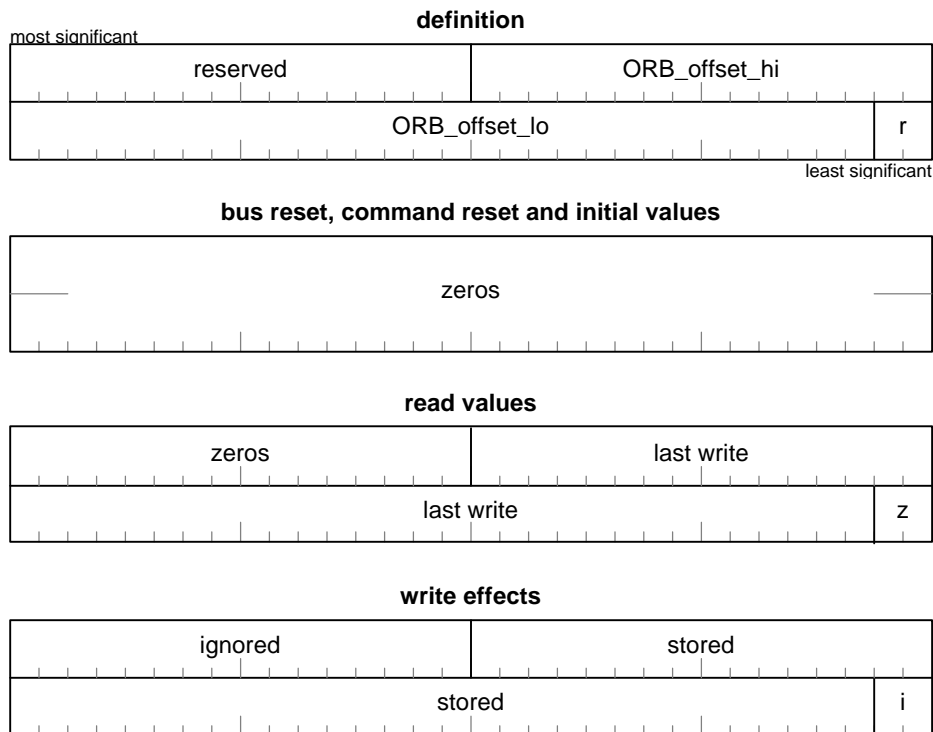 definition
most significant
reserved ORB_offset_hi
ORB_offset_lo r
least significant
bus reset, command reset and initial values
zeros
read values
zeros last write
last write z
write effects
ignored stored
stored i